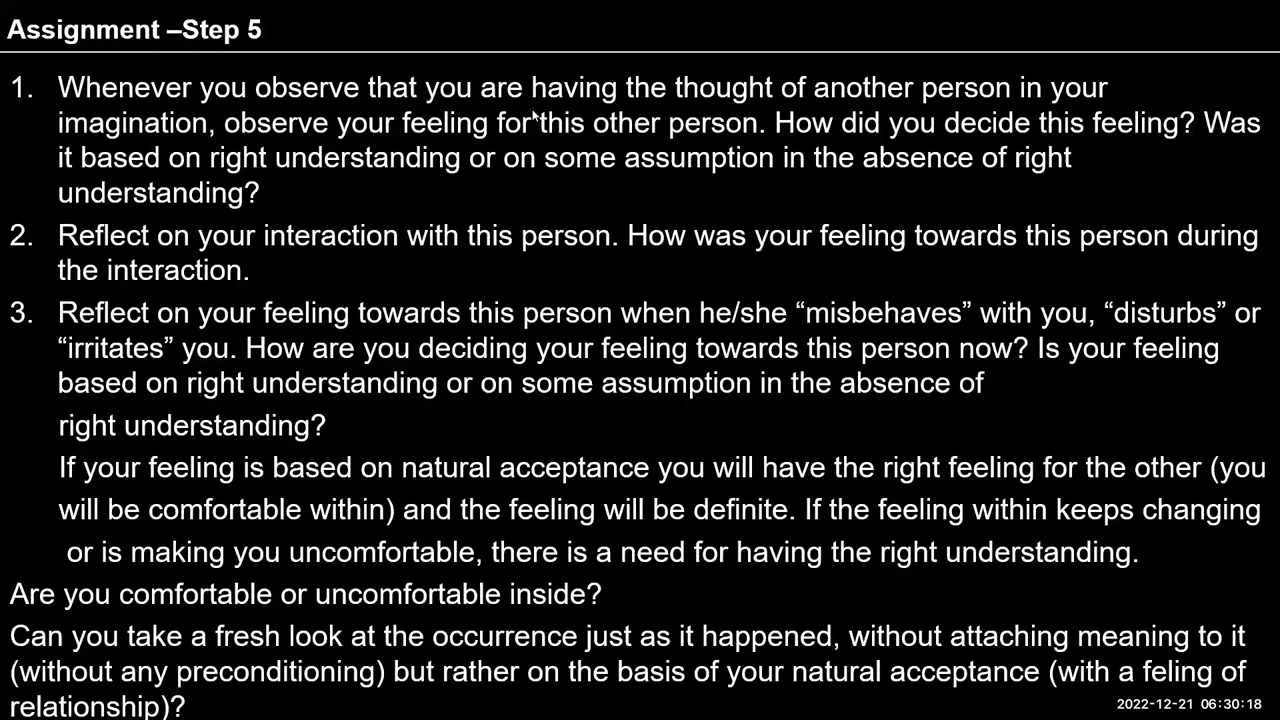 Assignment –Step 5
1. Whenever you observe that you are having the thought of another person in your
imagination, observe your feeling for this other person. How did you decide this feeling? Was
it based on right understanding or on some assumption in the absence of right
understanding?
2. Reflect on your interaction with this person. How was your feeling towards this person during
the interaction.
3. Reflect on your feeling towards this person when he/she “misbehaves” with you, “disturbs” or
“irritates” you. How are you deciding your feeling towards this person now? Is your feeling
based on right understanding or on some assumption in the absence of
right understanding?
If your feeling is based on natural acceptance you will have the right feeling for the other (you
will be comfortable within) and the feeling will be definite. If the feeling within keeps changing
or is making you uncomfortable, there is a need for having the right understanding.
Are you comfortable or uncomfortable inside?
Can you take a fresh look at the occurrence just as it happened, without attaching meaning to it
(without any preconditioning) but rather on the basis of your natural acceptance (with a feling of
relationship)?
2022-12-21 06:30:18